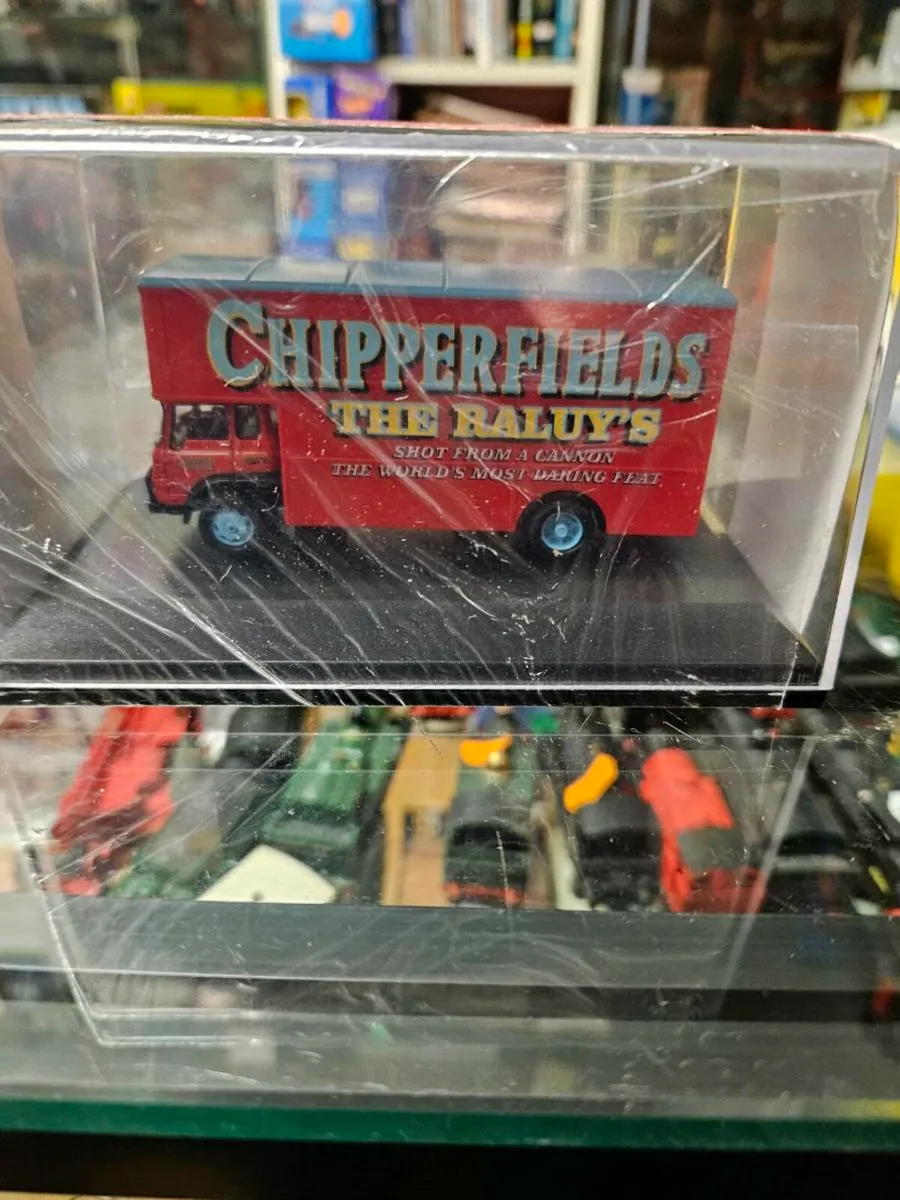 CHIPPERFIELDS
THE RALUY'S
SHOT FROM A CANNON
THE WORLD'S MOST DARING FEAT